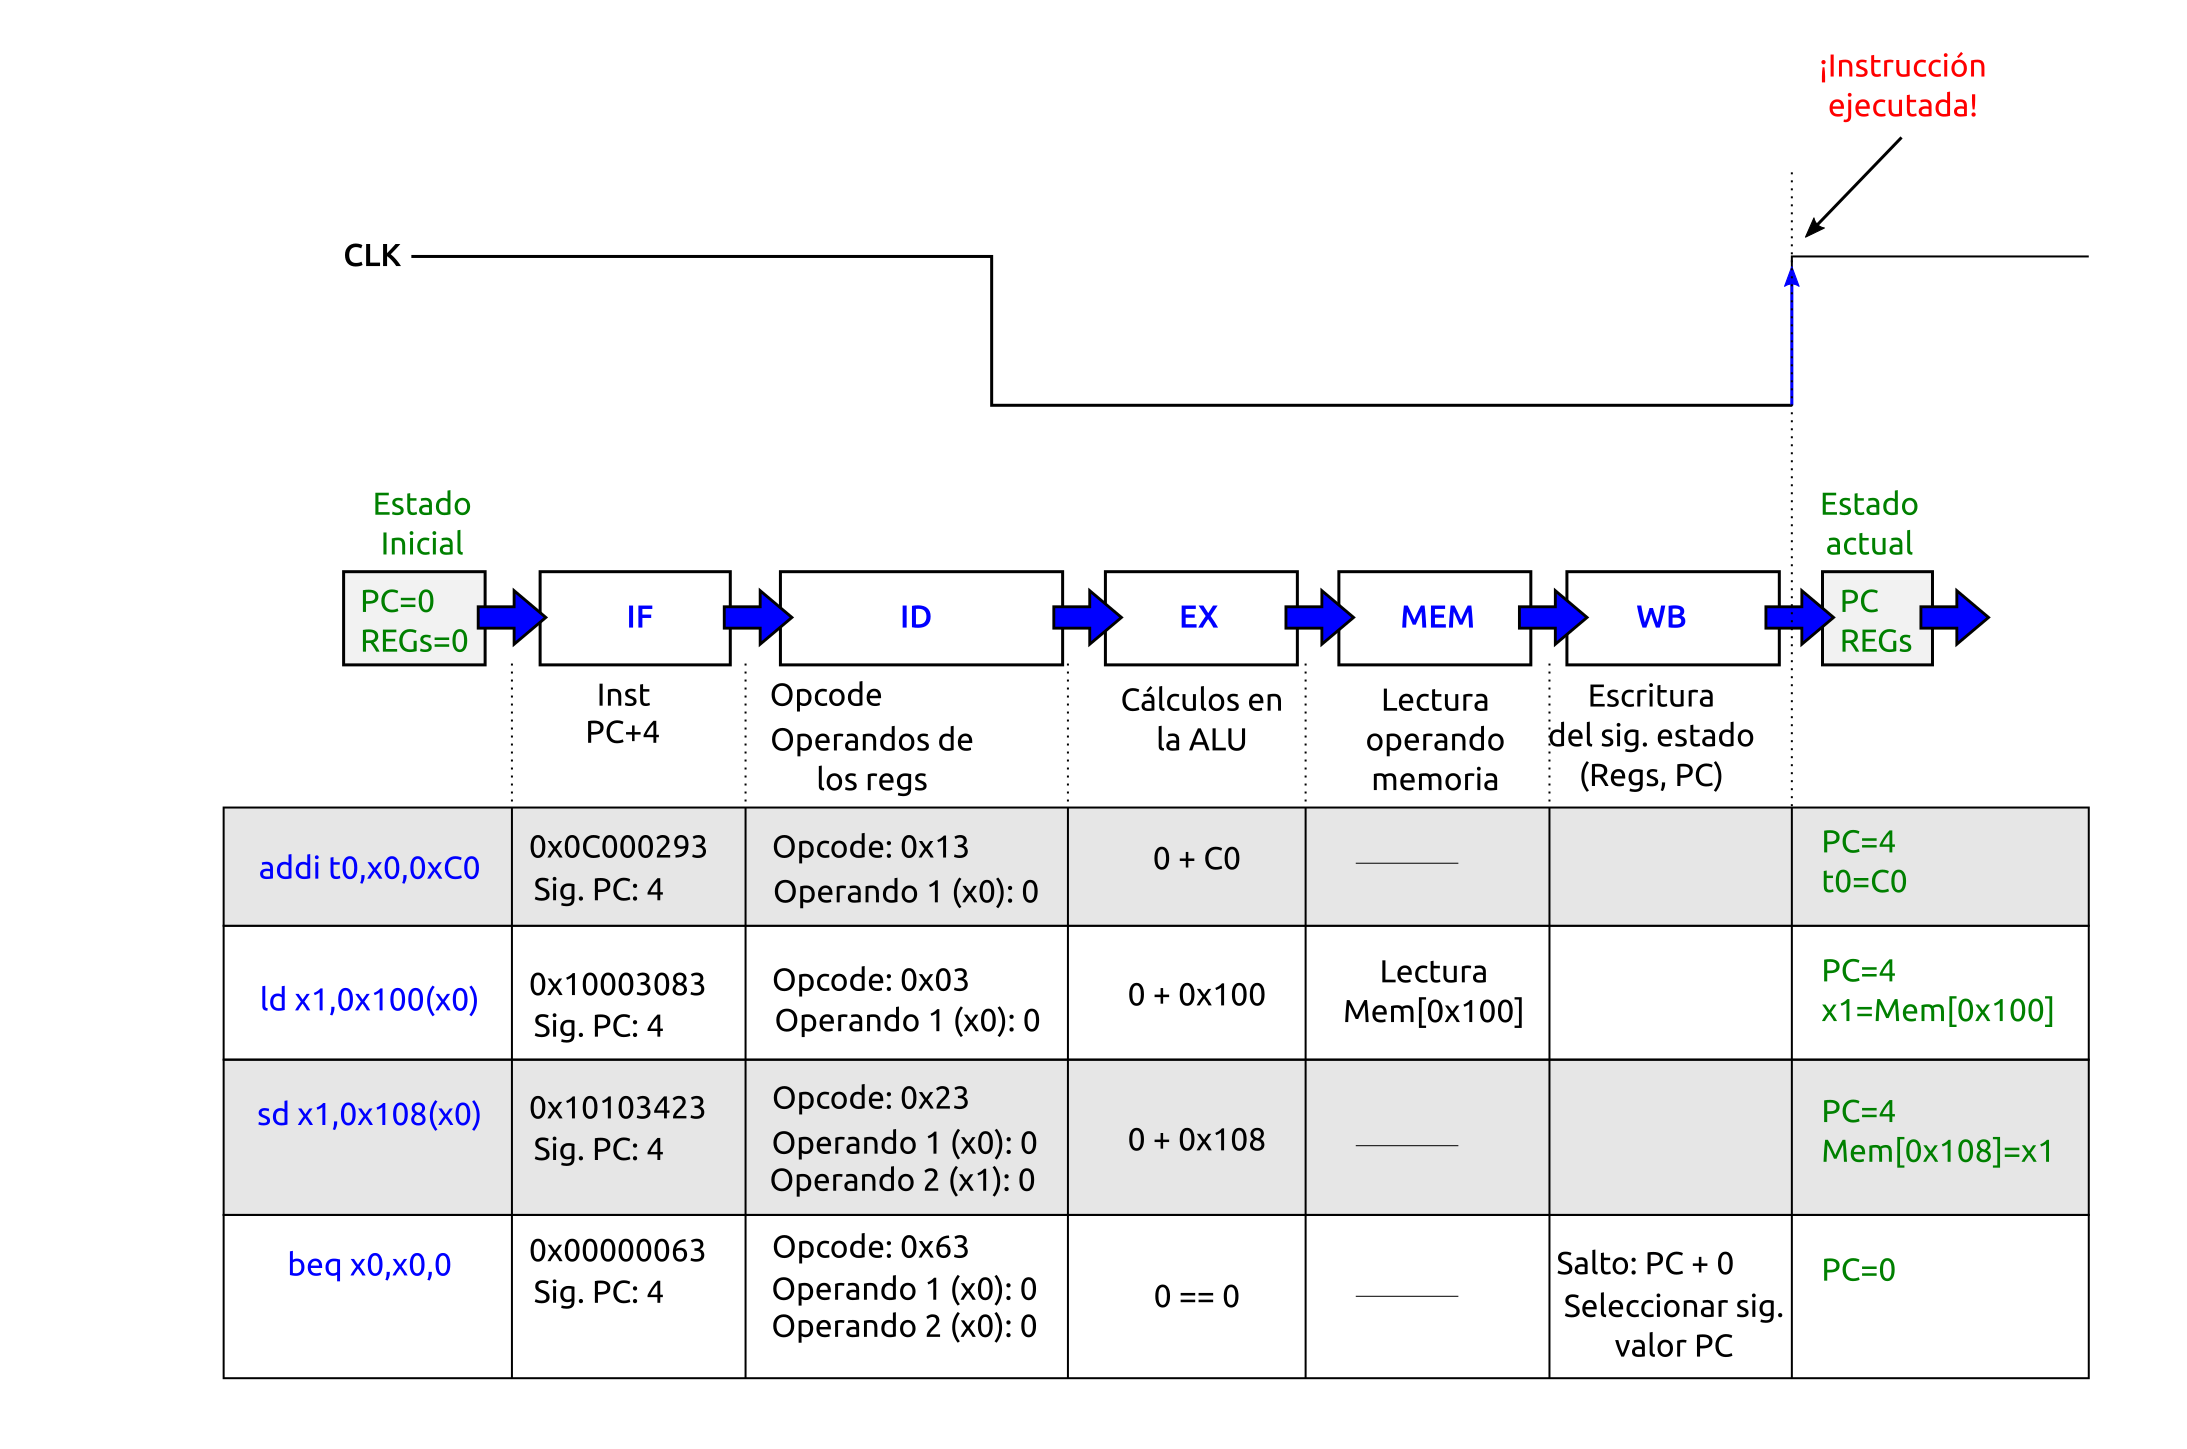 ¡Instrucción
ejecutada!
CLK
Estado
Inicial
Estado
actual
PC=0
REGs=0
IF
ID
EX
MEM
WB
PC
REGs
Inst
PC+4
Opcode
Operandos de
los regs
Cálculos en
la ALU
Lectura
operando
memoria
Escritura
del sig. estado
(Regs, PC)
addi t0,x0,0xC0
0x0C000293
Sig. PC: 4
Opcode: 0x13
Operando 1 (x0): 0
0 + C0
PC=4
t0=C0
ld x1,0x100(x0)
0x10003083
Sig. PC: 4
Opcode: 0x03
Operando 1 (x0): 0
0 + 0x100
Lectura
Mem[0x100]
PC=4
x1=Mem[0x100]
sd x1,0x108(x0)
0x10103423
Sig. PC: 4
Opcode: 0x23
Operando 1 (x0): 0
Operando 2 (x1): 0
0 + 0x108
PC=4
Mem[0x108]=x1
beq x0,x0,0
0x00000063
Sig. PC: 4
Opcode: 0x63
Operando 1 (x0): 0
Operando 2 (x0): 0
0 == 0
Salto: PC + 0
Seleccionar sig.
valor PC
PC=0